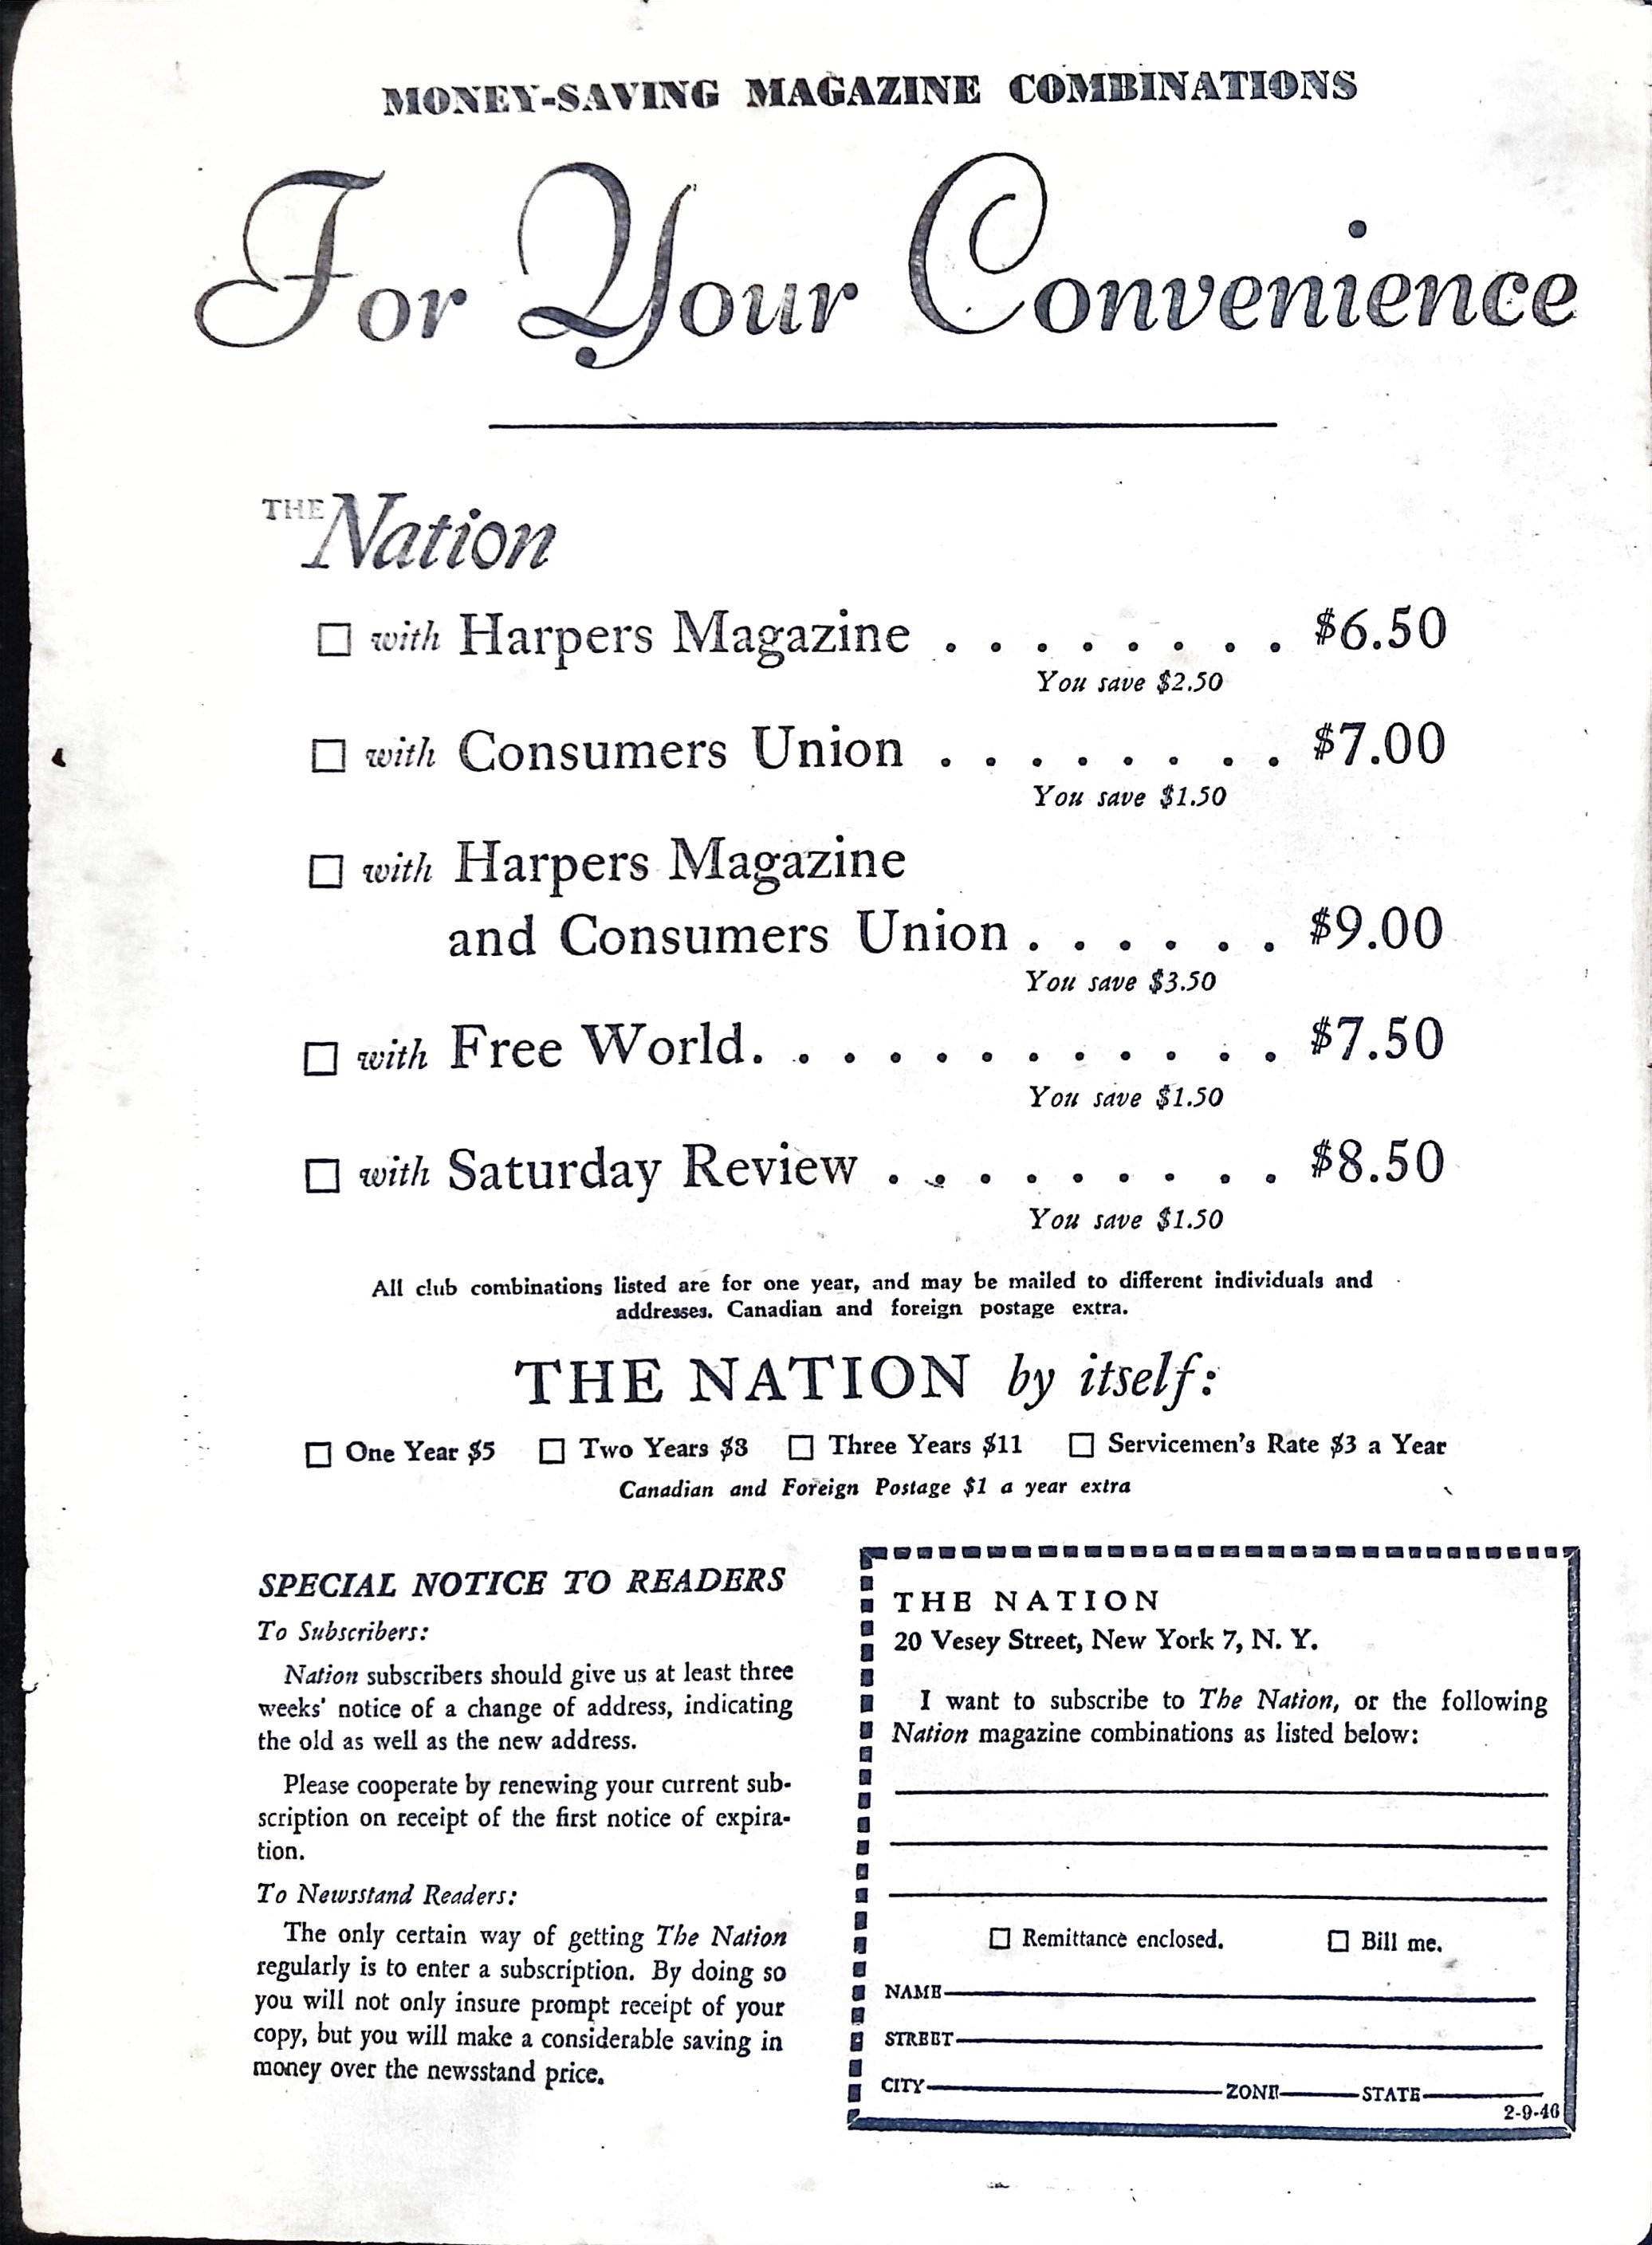 MONEY-SAVING MAGAZINE COMBINATIONS
For Your Convenience
THE Nation
☐ with Harpers Magazine . . . . . . . . $6.50
You save $2.50
☐ with Consumers Union . . . . . . . . $7.00
You save $1.50
☐ with Harpers Magazine
and Consumers Union . . . . . . $9.00
You save $3.50
☐ with Free World. . . . . . . . . . . . $7.50
You save $1.50
☐ with Saturday Review . . . . . . . . . $8.50
You save $1.50
All club combinations listed are for one year, and may be mailed to different individuals and
addresses. Canadian and foreign postage extra.
THE NATION by itself:
☐ One Year $5 ☐ Two Years $8 ☐ Three Years $11 ☐ Servicemen's Rate $3 a Year
Canadian and Foreign Postage $1 a year extra
SPECIAL NOTICE TO READERS
To Subscribers:
Nation subscribers should give us at least three
weeks' notice of a change of address, indicating
the old as well as the new address.
Please cooperate by renewing your current sub-
scription on receipt of the first notice of expira-
tion.
To Newsstand Readers:
The only certain way of getting The Nation
regularly is to enter a subscription. By doing so
you will not only insure prompt receipt of your
copy, but you will make a considerable saving in
money over the newsstand price.
THE NATION
20 Vesey Street, New York 7, N. Y.
I want to subscribe to The Nation, or the following
Nation magazine combinations as listed below:
☐ Remittance enclosed. ☐ Bill me.
NAME
STREET
CITY ZONE STATE
2-9-46